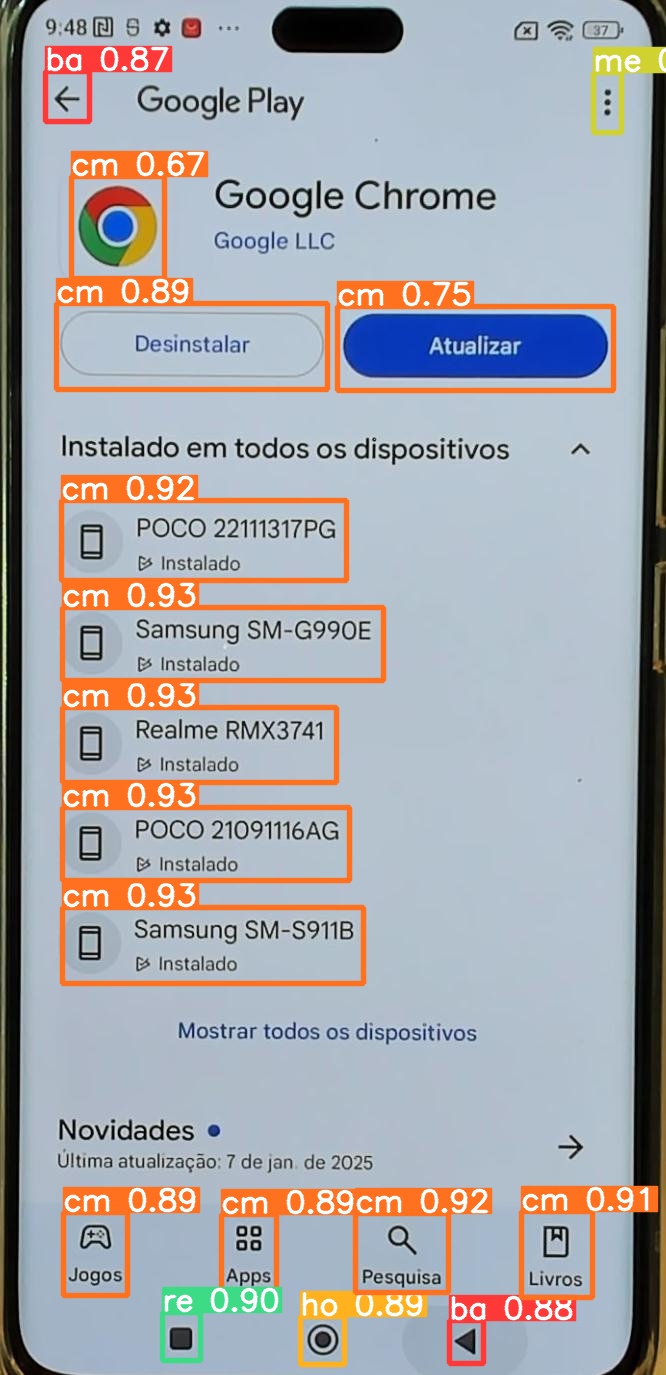 9:48 ... 37
ba 0.87
me 0
Google Play
cm 0.67
Google Chrome
Google LLC
cm 0.89
cm 0.75
Desinstalar
Atualizar
Instalado em todos os dispositivos
cm 0.92
POCO 22111317PG
Instalado
cm 0.93
Samsung SM-G990E
Instalado
cm 0.93
Realme RMX3741
Instalado
cm 0.93
POCO 21091116AG
Instalado
cm 0.93
Samsung SM-S911B
Instalado
Mostrar todos os dispositivos
Novidades
Última atualização: 7 de jan. de 2025
cm 0.89 cm 0.89 cm 0.92 cm 0.91
Jogos Apps Pesquisa Livros
re 0.90 ho 0.89 ba 0.88